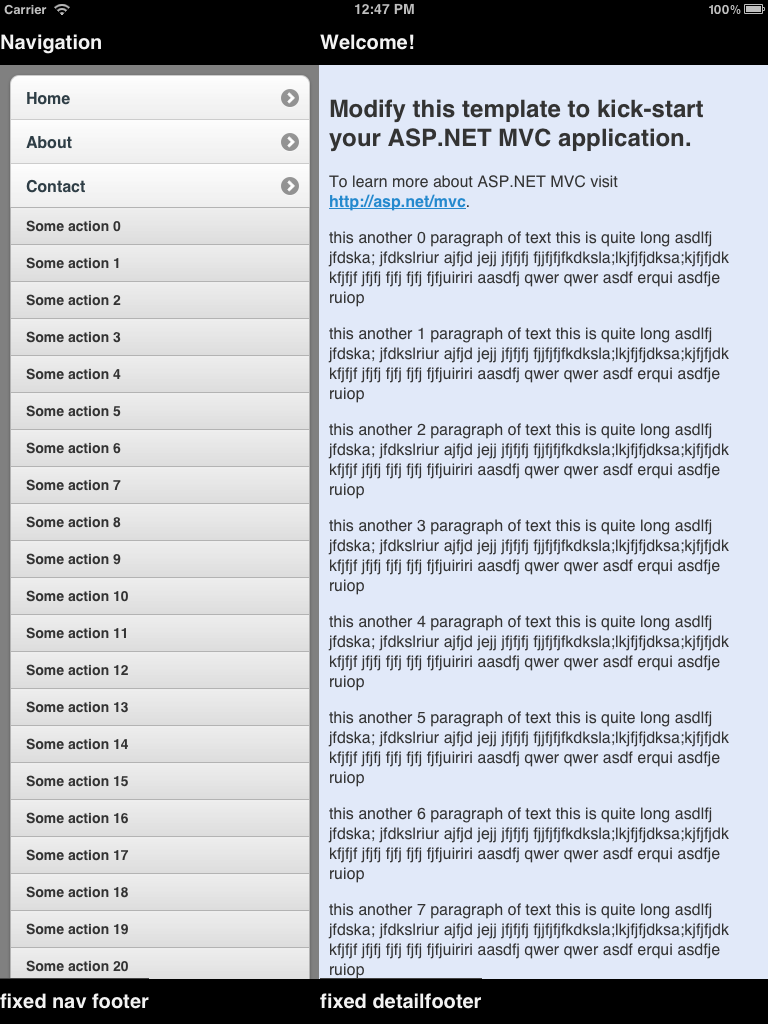 Carrier
12:47 PM
100%
Navigation
Welcome!
Home
About
Contact
Some action 0
Some action 1
Some action 2
Some action 3
Some action 4
Some action 5
Some action 6
Some action 7
Some action 8
Some action 9
Some action 10
Some action 11
Some action 12
Some action 13
Some action 14
Some action 15
Some action 16
Some action 17
Some action 18
Some action 19
Some action 20
fixed nav footer
Modify this template to kick-start
your ASP.NET MVC application.
To learn more about ASP.NET MVC visit
http://asp.net/mvc.
this another 0 paragraph of text this is quite long asdlfj
jfdska; jfdkslriur ajfjd jejj jfjfjfj fjjfjfjfkdksla;lkjfjfjdksa;kjfjfjdk
kfjfjf jfjfj fjfj fjfj fjfjuiriri aasdfj qwer qwer asdf erqui asdfje
ruiop
this another 1 paragraph of text this is quite long asdlfj
jfdska; jfdkslriur ajfjd jejj jfjfjfj fjjfjfjfkdksla;lkjfjfjdksa;kjfjfjdk
kfjfjf jfjfj fjfj fjfj fjfjuiriri aasdfj qwer qwer asdf erqui asdfje
ruiop
this another 2 paragraph of text this is quite long asdlfj
jfdska; jfdkslriur ajfjd jejj jfjfjfj fjjfjfjfkdksla;lkjfjfjdksa;kjfjfjdk
kfjfjf jfjfj fjfj fjfj fjfjuiriri aasdfj qwer qwer asdf erqui asdfje
ruiop
this another 3 paragraph of text this is quite long asdlfj
jfdska; jfdkslriur ajfjd jejj jfjfjfj fjjfjfjfkdksla;lkjfjfjdksa;kjfjfjdk
kfjfjf jfjfj fjfj fjfj fjfjuiriri aasdfj qwer qwer asdf erqui asdfje
ruiop
this another 4 paragraph of text this is quite long asdlfj
jfdska; jfdkslriur ajfjd jejj jfjfjfj fjjfjfjfkdksla;lkjfjfjdksa;kjfjfjdk
kfjfjf jfjfj fjfj fjfj fjfjuiriri aasdfj qwer qwer asdf erqui asdfje
ruiop
this another 5 paragraph of text this is quite long asdlfj
jfdska; jfdkslriur ajfjd jejj jfjfjfj fjjfjfjfkdksla;lkjfjfjdksa;kjfjfjdk
kfjfjf jfjfj fjfj fjfj fjfjuiriri aasdfj qwer qwer asdf erqui asdfje
ruiop
this another 6 paragraph of text this is quite long asdlfj
jfdska; jfdkslriur ajfjd jejj jfjfjfj fjjfjfjfkdksla;lkjfjfjdksa;kjfjfjdk
kfjfjf jfjfj fjfj fjfj fjfjuiriri aasdfj qwer qwer asdf erqui asdfje
ruiop
this another 7 paragraph of text this is quite long asdlfj
jfdska; jfdkslriur ajfjd jejj jfjfjfj fjjfjfjfkdksla;lkjfjfjdksa;kjfjfjdk
kfjfjf jfjfj fjfj fjfj fjfjuiriri aasdfj qwer qwer asdf erqui asdfje
ruiop
fixed detailfooter